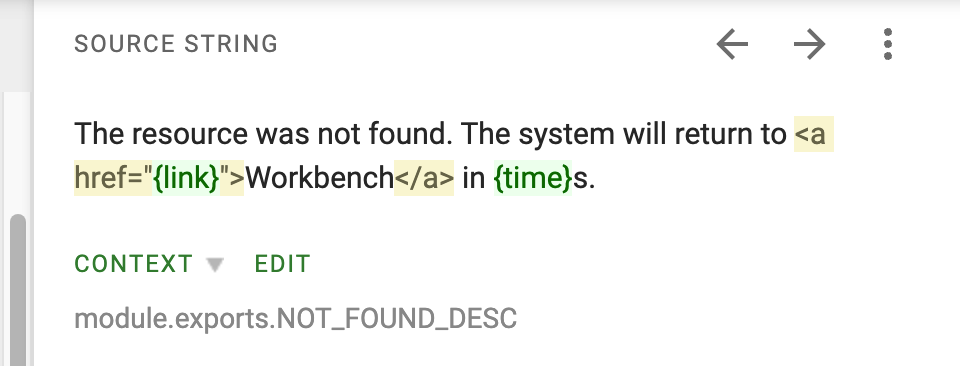 SOURCE STRING
The resource was not found. The system will return to <a
href="{link}">Workbench</a> in {time}s.
CONTEXT EDIT
module.exports.NOT_FOUND_DESC